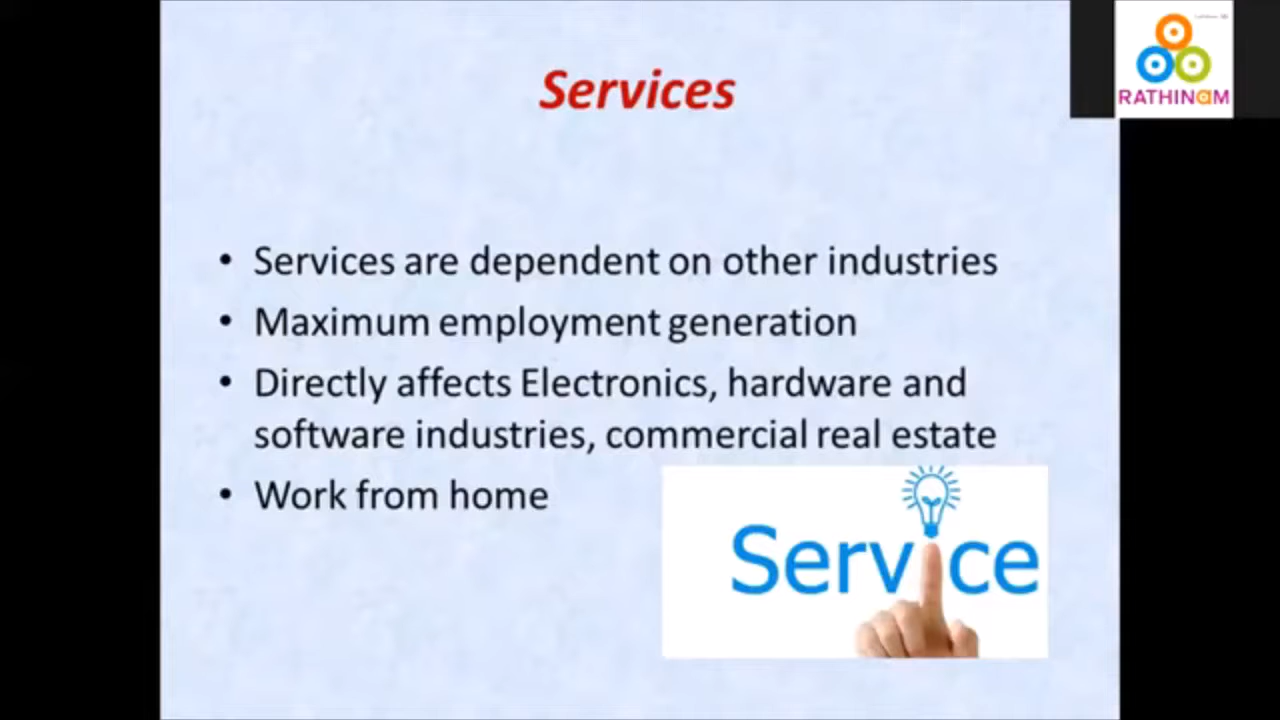 Services
RATHINAM
• Services are dependent on other industries
• Maximum employment generation
• Directly affects Electronics, hardware and
software industries, commercial real estate
• Work from home
Service